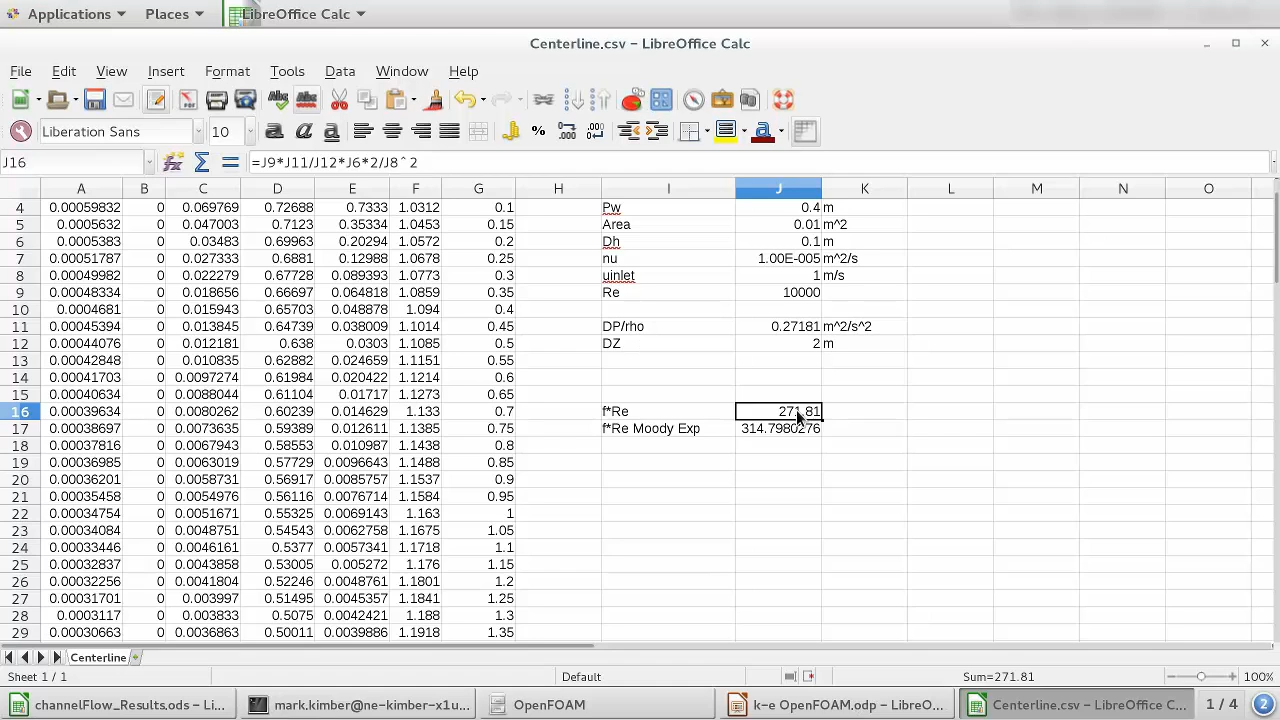 Applications Places LibreOffice Calc
Centerline.csv – LibreOffice Calc
File Edit View Insert Format Tools Data Window Help
Liberation Sans 10
J16 =J9*J11/J12*J6*2/J8^2
A B C D E F G H I J K L M N O
4 0.00059832 0 0.069769 0.72688 0.7333 1.0312 0.1 Pw 0.4 m
5 0.0005632 0 0.047003 0.7123 0.35334 1.0453 0.15 Area 0.01 m^2
6 0.0005383 0 0.03483 0.69963 0.20294 1.0572 0.2 Dh 0.1 m
7 0.00051787 0 0.027333 0.6881 0.12988 1.0678 0.25 nu 1.00E-005 m^2/s
8 0.00049982 0 0.022279 0.67728 0.089393 1.0773 0.3 uinlet 1 m/s
9 0.00048334 0 0.018656 0.66697 0.064818 1.0859 0.35 Re 10000
10 0.0004681 0 0.015943 0.65703 0.048878 1.094 0.4
11 0.00045394 0 0.013845 0.64739 0.038009 1.1014 0.45 DP/rho 0.27181 m^2/s^2
12 0.00044076 0 0.012181 0.638 0.0303 1.1085 0.5 DZ 2 m
13 0.00042848 0 0.010835 0.62882 0.024659 1.1151 0.55
14 0.00041703 0 0.0097274 0.61984 0.020422 1.1214 0.6
15 0.00040634 0 0.0088044 0.61104 0.01717 1.1273 0.65
16 0.00039634 0 0.0080262 0.60239 0.014629 1.133 0.7 f*Re 271.81
17 0.00038697 0 0.0073635 0.59389 0.012611 1.1385 0.75 f*Re Moody Exp 314.7980276
18 0.00037816 0 0.0067943 0.58553 0.010987 1.1438 0.8
19 0.00036985 0 0.0063019 0.57729 0.0096643 1.1488 0.85
20 0.00036201 0 0.0058731 0.56917 0.0085757 1.1537 0.9
21 0.00035458 0 0.0054976 0.56116 0.0076714 1.1584 0.95
22 0.00034754 0 0.0051671 0.55325 0.0069143 1.163 1
23 0.00034084 0 0.0048751 0.54543 0.0062758 1.1675 1.05
24 0.00033446 0 0.0046161 0.5377 0.0057341 1.1718 1.1
25 0.00032837 0 0.0043858 0.53005 0.005272 1.176 1.15
26 0.00032256 0 0.0041804 0.52246 0.0048761 1.1801 1.2
27 0.00031701 0 0.003997 0.51495 0.0045357 1.1841 1.25
28 0.0003117 0 0.003833 0.5075 0.0042421 1.188 1.3
29 0.00030663 0 0.0036863 0.50011 0.0039886 1.1918 1.35
Centerline
Sheet 1 / 1 Default Sum=271.81 100%
channelFlow_Results.ods – Li... mark.kimber@ne-kimber-x1u... OpenFOAM k–e OpenFOAM.odp – LibreO... Centerline.csv – LibreOffice C... 1 / 4 2